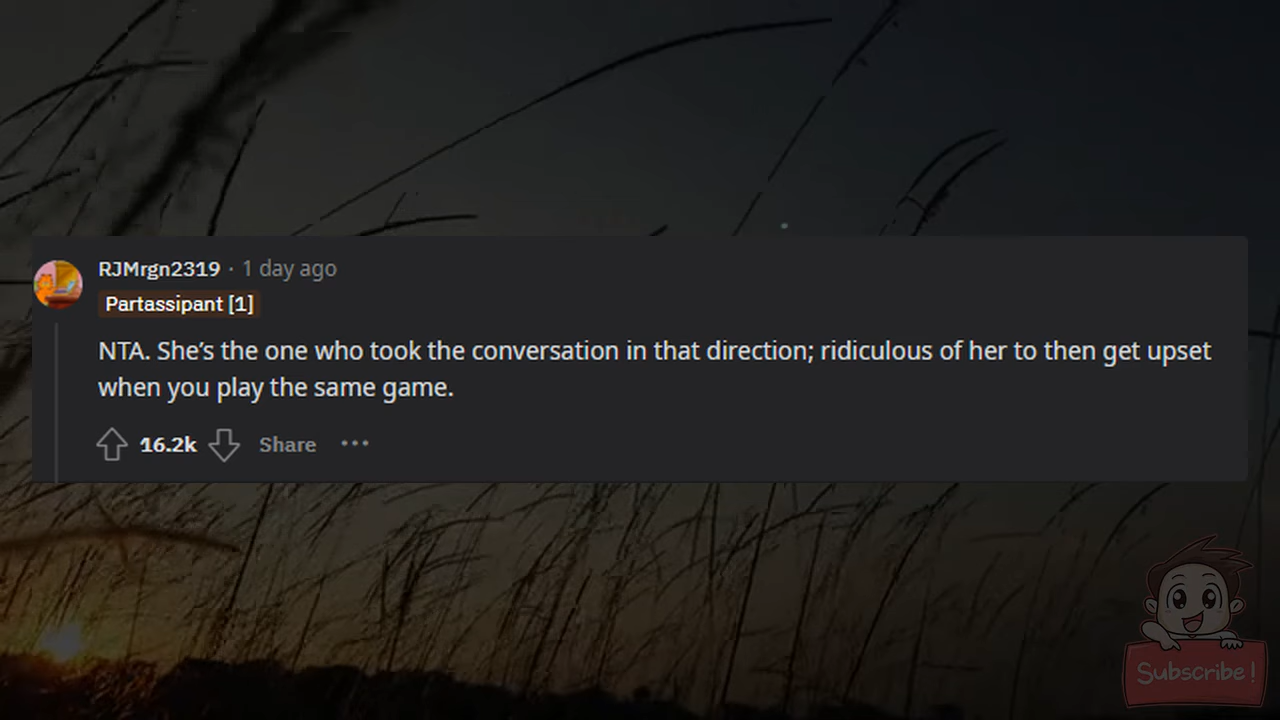 RJMrgn2319 · 1 day ago
Partassipant [1]
NTA. She’s the one who took the conversation in that direction; ridiculous of her to then get upset
when you play the same game.
16.2k Share ···
Subscribe!